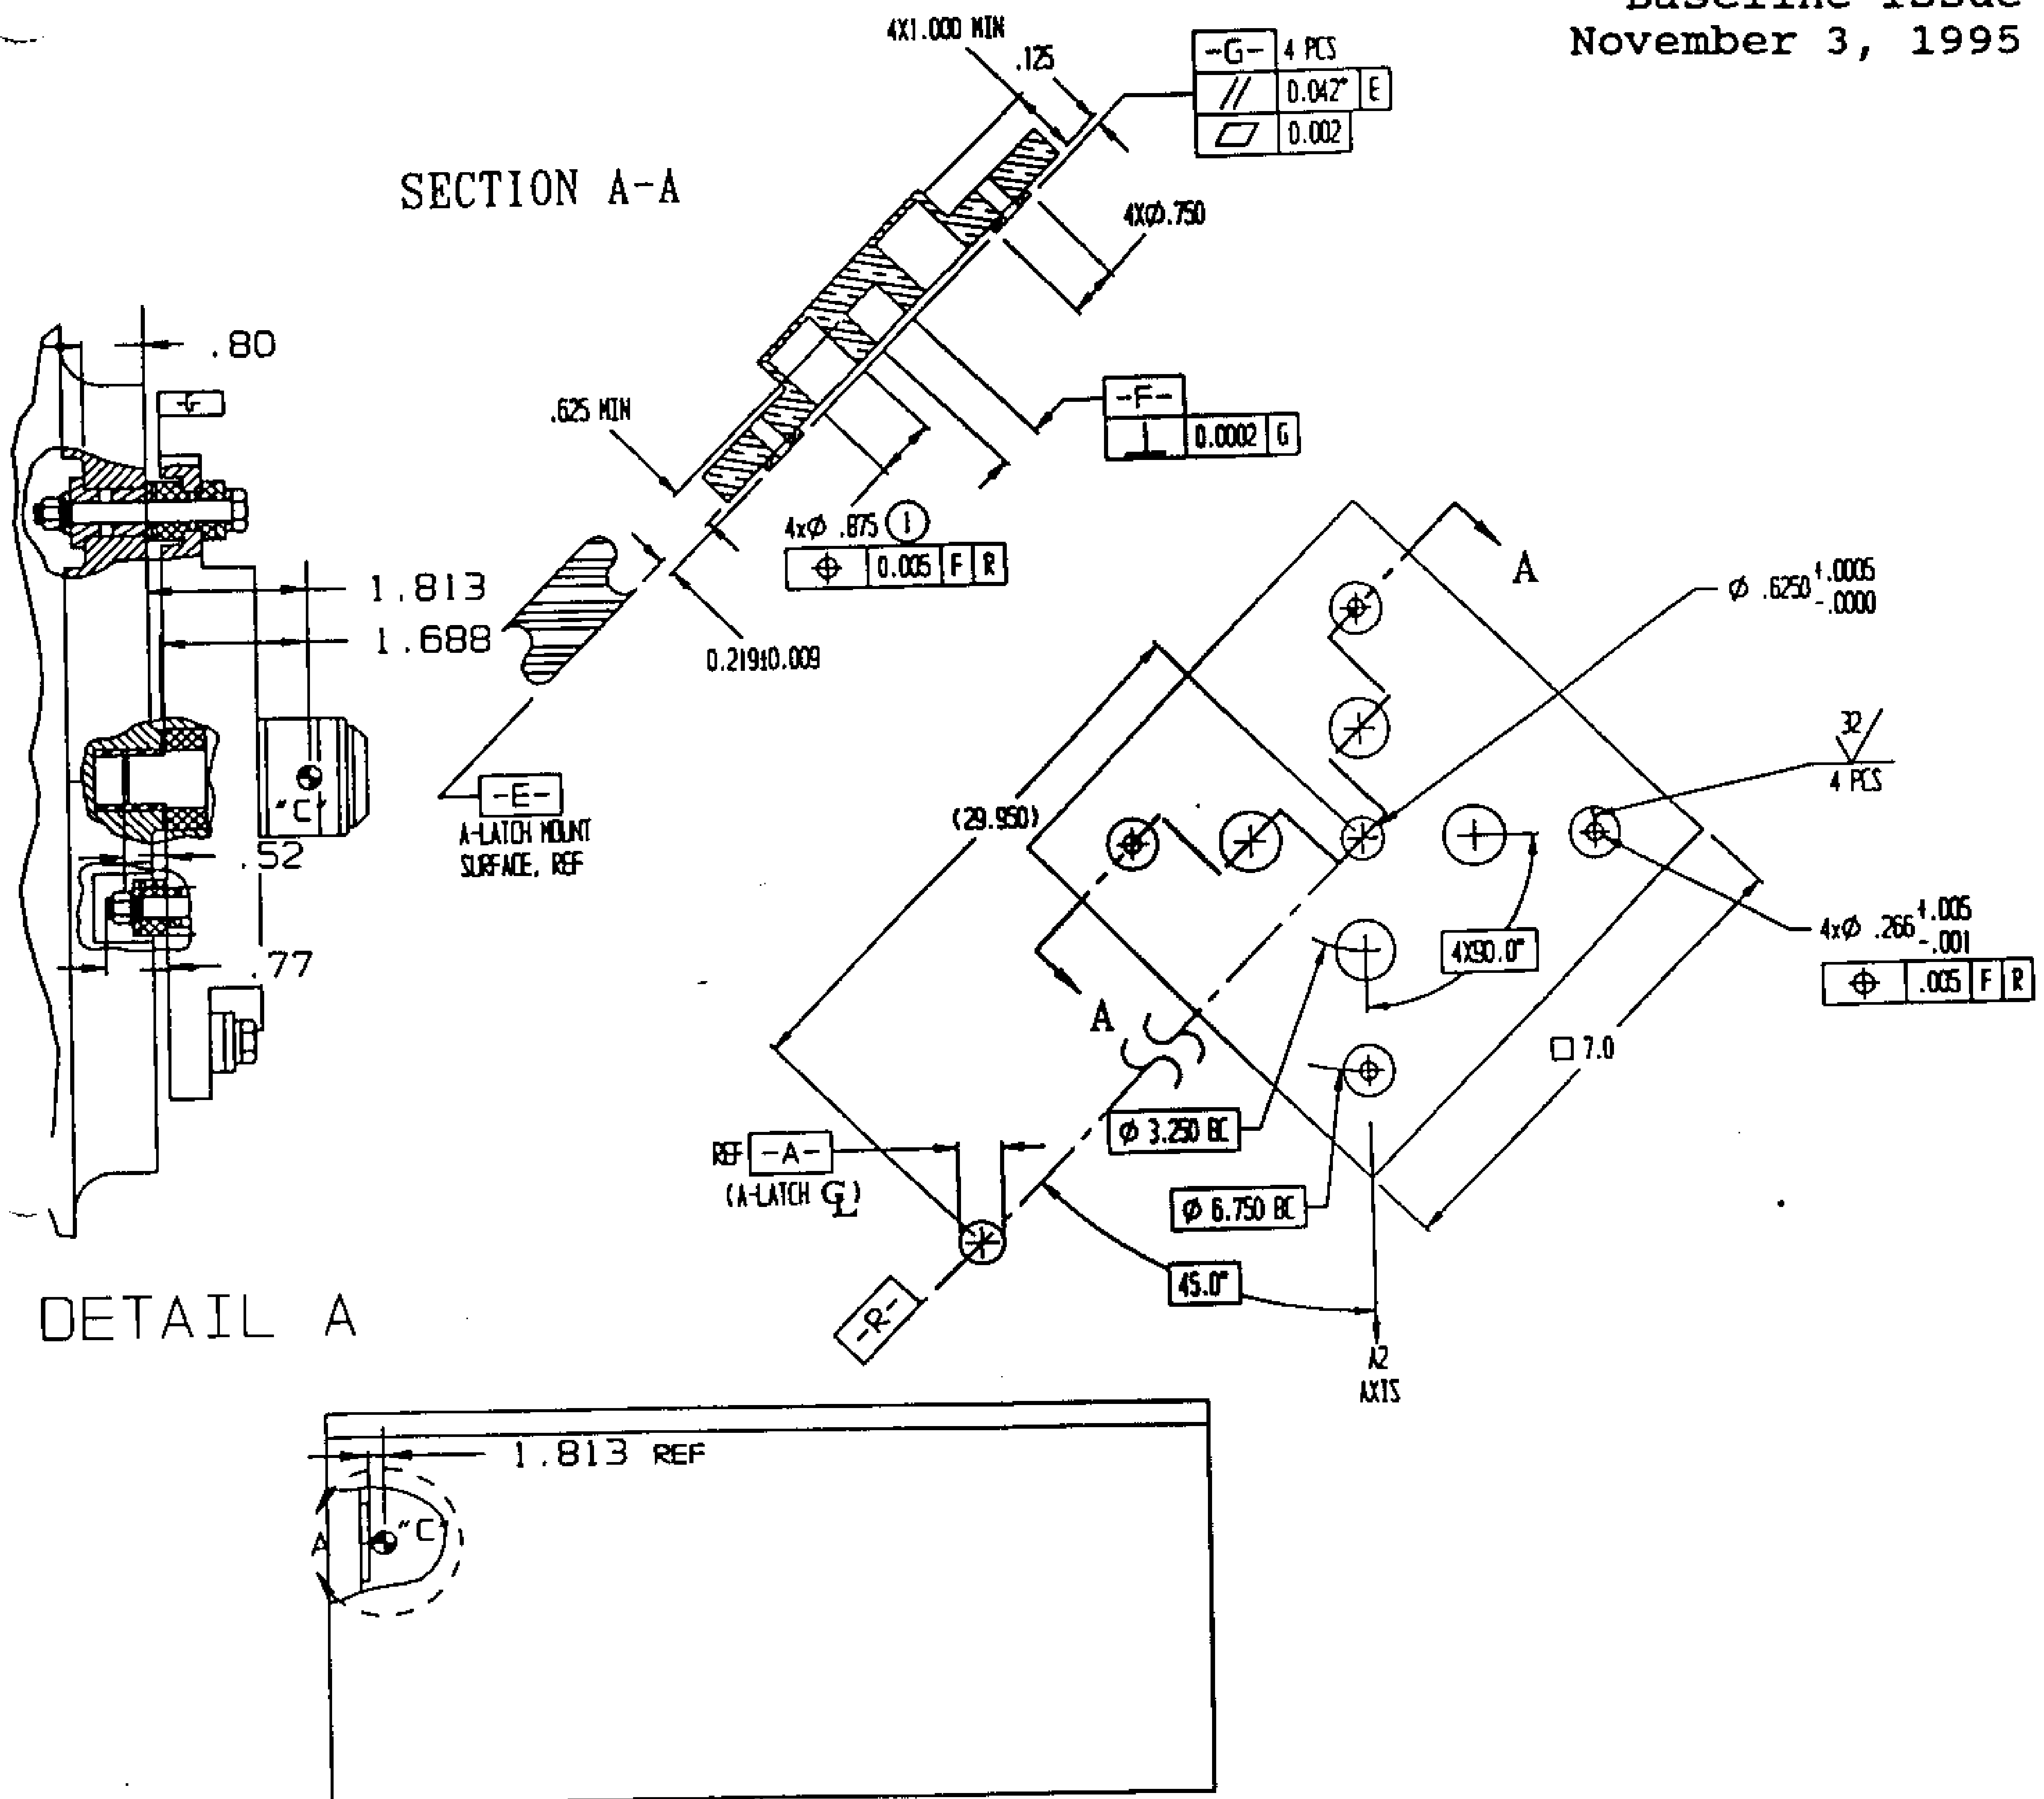 November 3, 1995
4X1.000 MIN
.125
-G- 4 PCS
// 0.042" E
0.002
SECTION A-A
4XØ.750
.80
.625 MIN
-F-
⊥ 0.0002 G
4xØ .875 1
⌖ 0.005 F R
A
Ø .6250 +.0005 -.0000
1.813
1.688
0.219±0.009
32
4 PCS
"C"
-E-
A-LATCH MOUNT
SURFACE, REF
(29.950)
.52
4xØ .266 +.005 -.001
⌖ .005 F R
4X90.0°
.77
A
□ 7.0
Ø 3.250 BC
REF -A-
(A-LATCH CL)
Ø 6.750 BC
45.0°
-R-
DETAIL A
A2
AXIS
1.813 REF
A
"C"